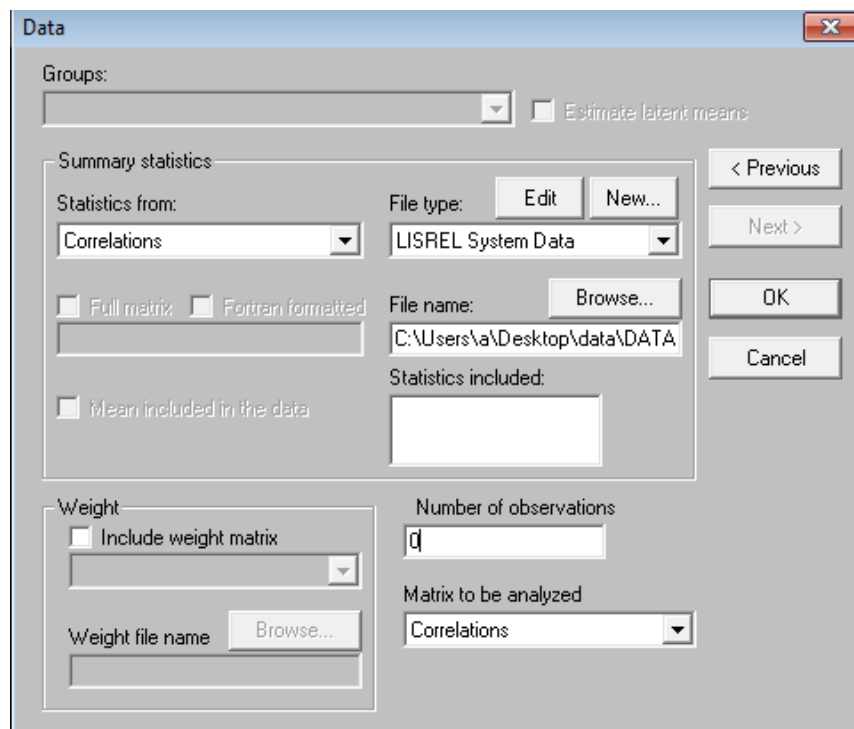 Data
Groups:
Estimate latent means
Summary statistics
Statistics from:
Correlations
File type:
Edit
New...
LISREL System Data
Full matrix
Fortran formatted
File name:
Browse...
C:\Users\a\Desktop\data\DATA
Statistics included:
Mean included in the data
< Previous
Next >
OK
Cancel
Weight
Include weight matrix
Weight file name
Browse...
Number of observations
0
Matrix to be analyzed
Correlations